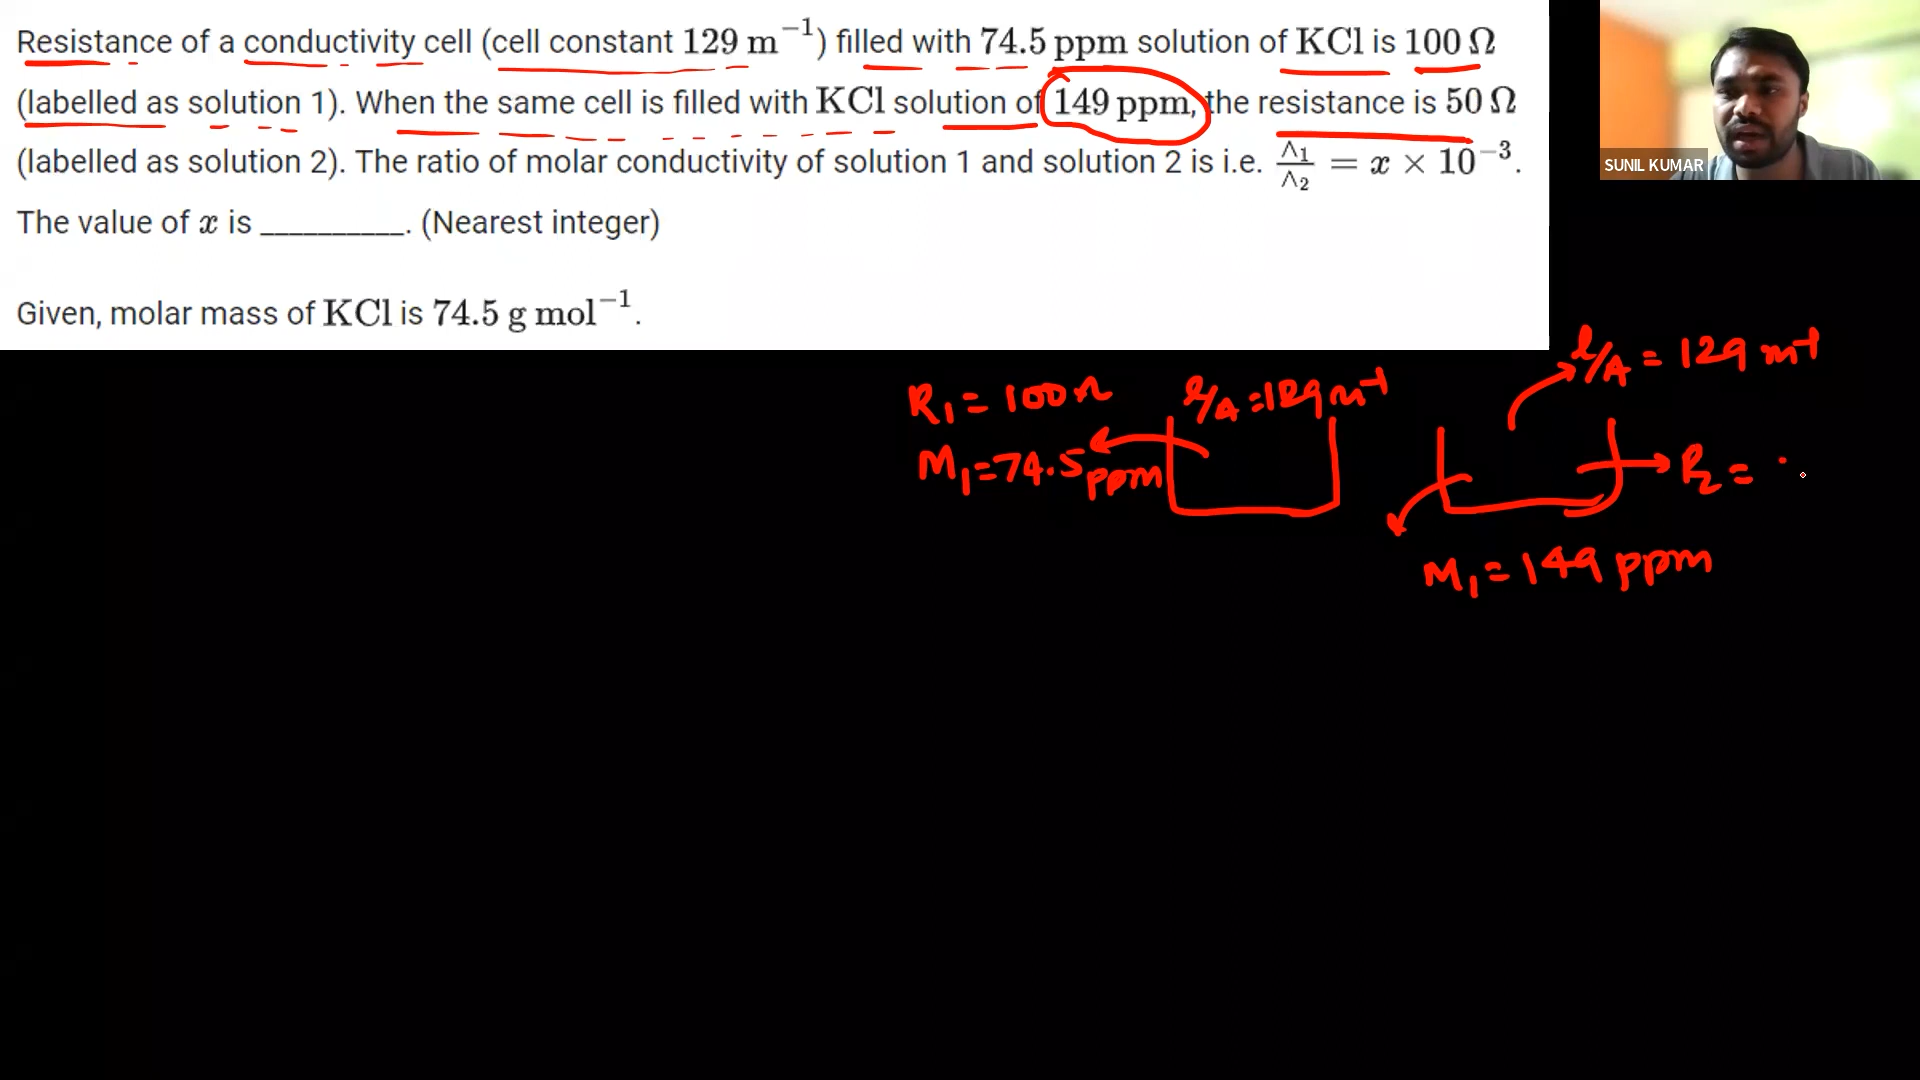 Resistance of a conductivity cell (cell constant 129 m⁻¹) filled with 74.5 ppm solution of KCl is 100 Ω
(labelled as solution 1). When the same cell is filled with KCl solution of 149 ppm, the resistance is 50 Ω
(labelled as solution 2). The ratio of molar conductivity of solution 1 and solution 2 is i.e. ∧₁/∧₂ = x × 10⁻³.
The value of x is __________. (Nearest integer)
Given, molar mass of KCl is 74.5 g mol⁻¹.
SUNIL KUMAR
R₁ = 100 Ω
l/A = 129 m⁻¹
M₁ = 74.5 ppm
l/A = 129 m⁻¹
R₂ =
M₁ = 149 ppm